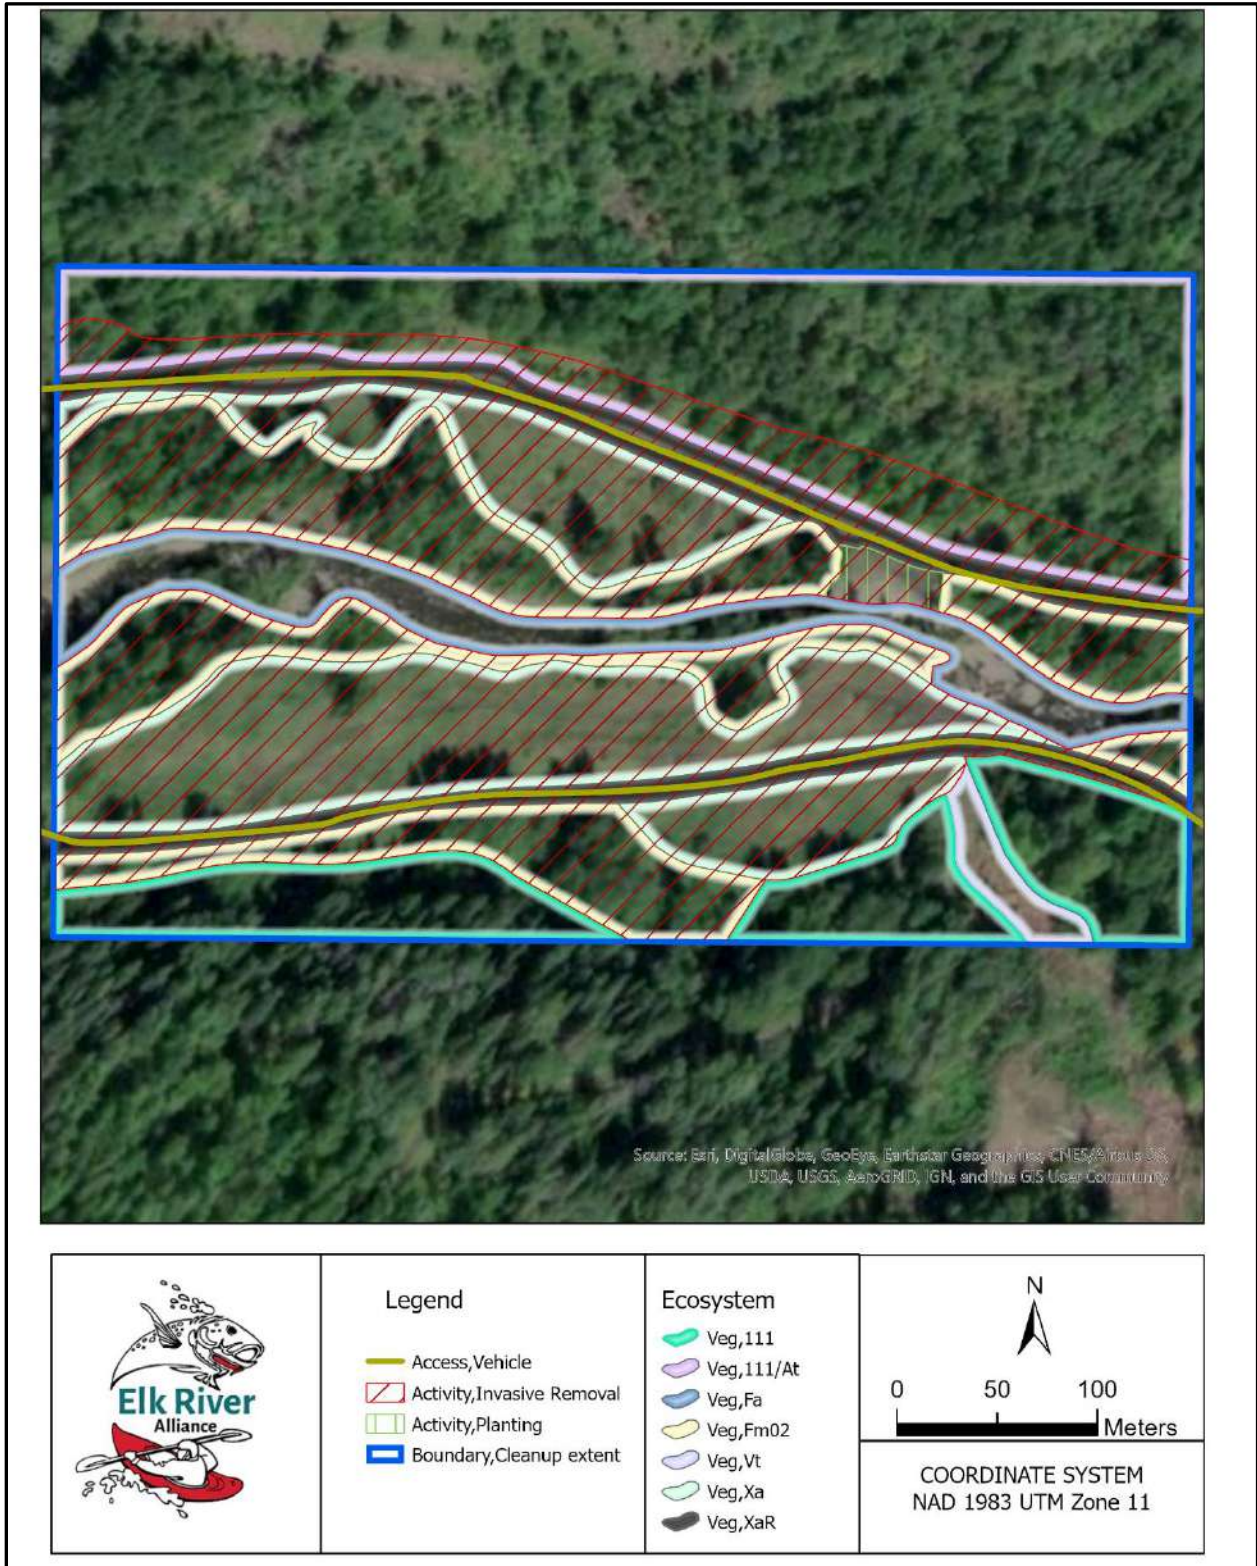 Source: Esri, DigitalGlobe, GeoEye, Earthstar Geographics, CNES/Airbus DS,
USDA, USGS, AeroGRID, IGN, and the GIS User Community
Elk River
Alliance
Legend
Access,Vehicle
Activity,Invasive Removal
Activity,Planting
Boundary,Cleanup extent
Ecosystem
Veg,111
Veg,111/At
Veg,Fa
Veg,Fm02
Veg,Vt
Veg,Xa
Veg,XaR
N
0 50 100
Meters
COORDINATE SYSTEM
NAD 1983 UTM Zone 11